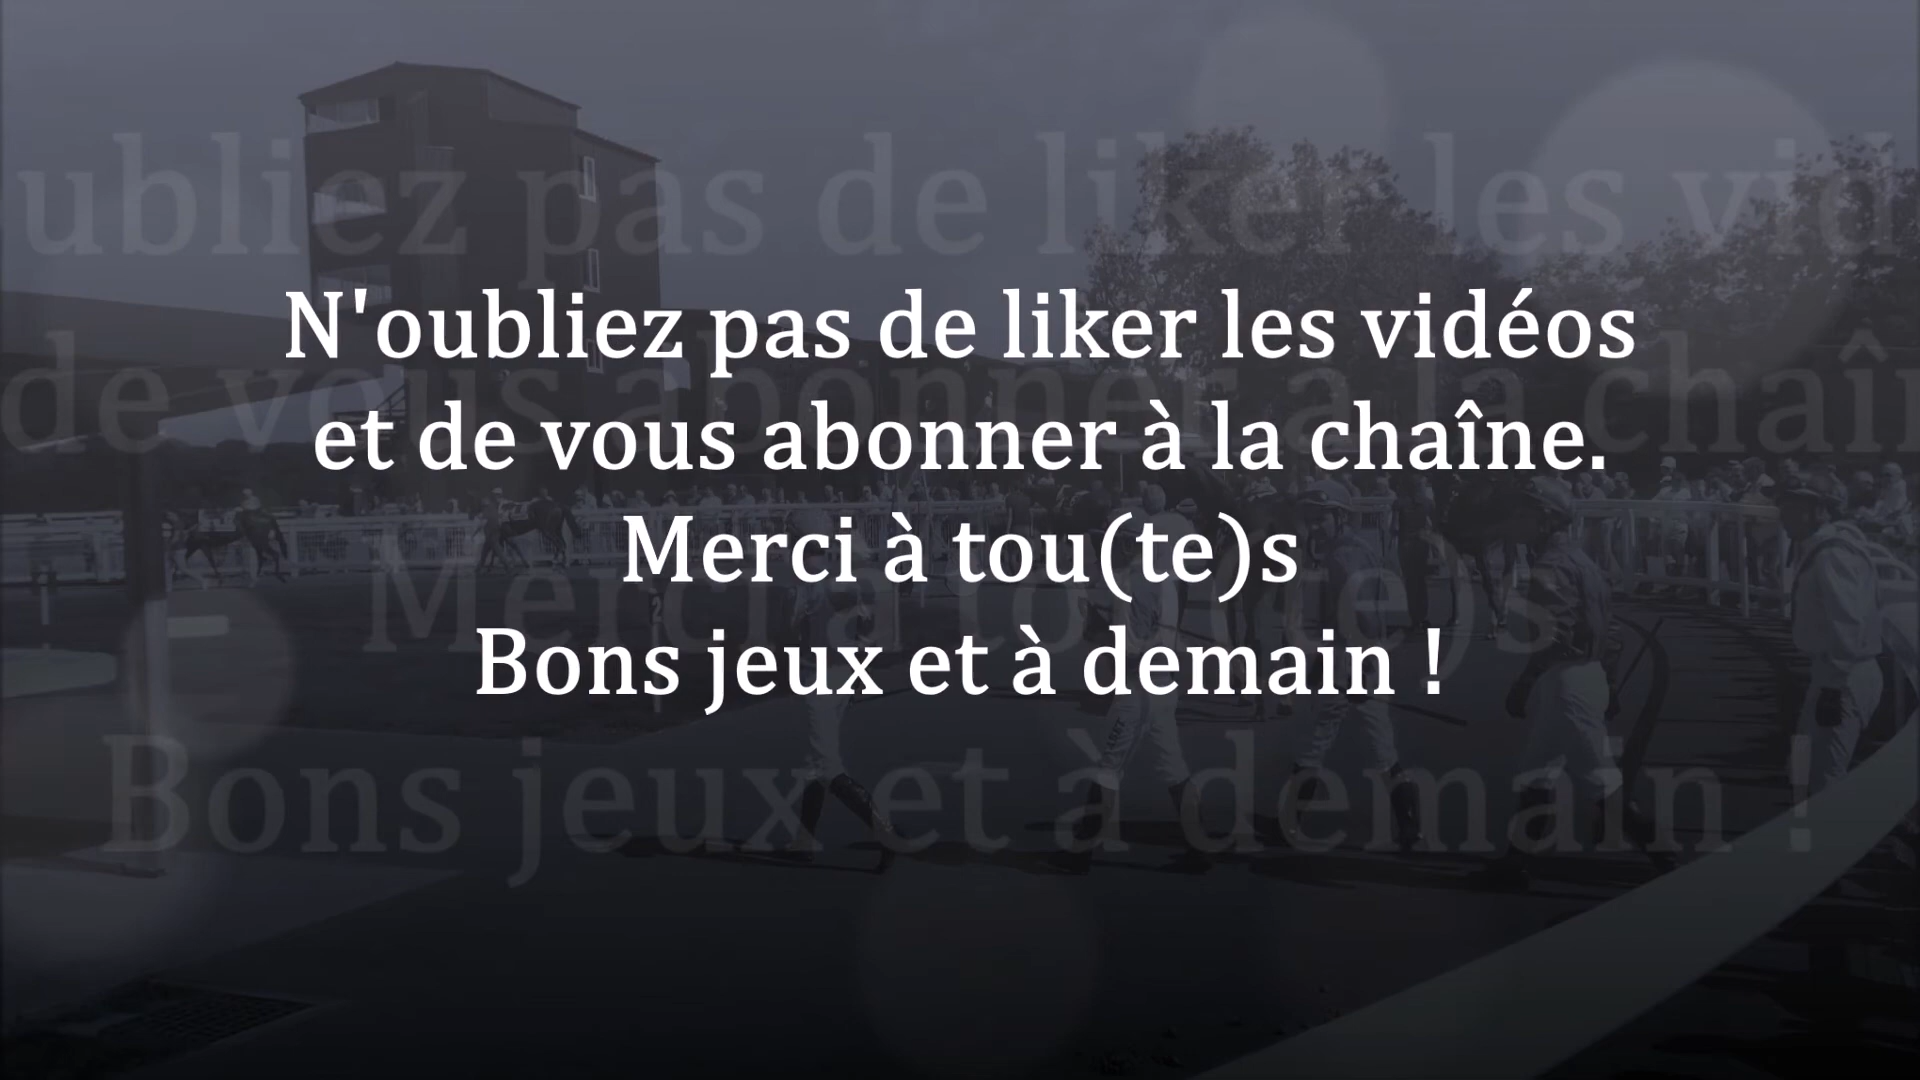 N'oubliez pas de liker les vidéos
et de vous abonner à la chaîne.
Merci à tou(te)s
Bons jeux et à demain !